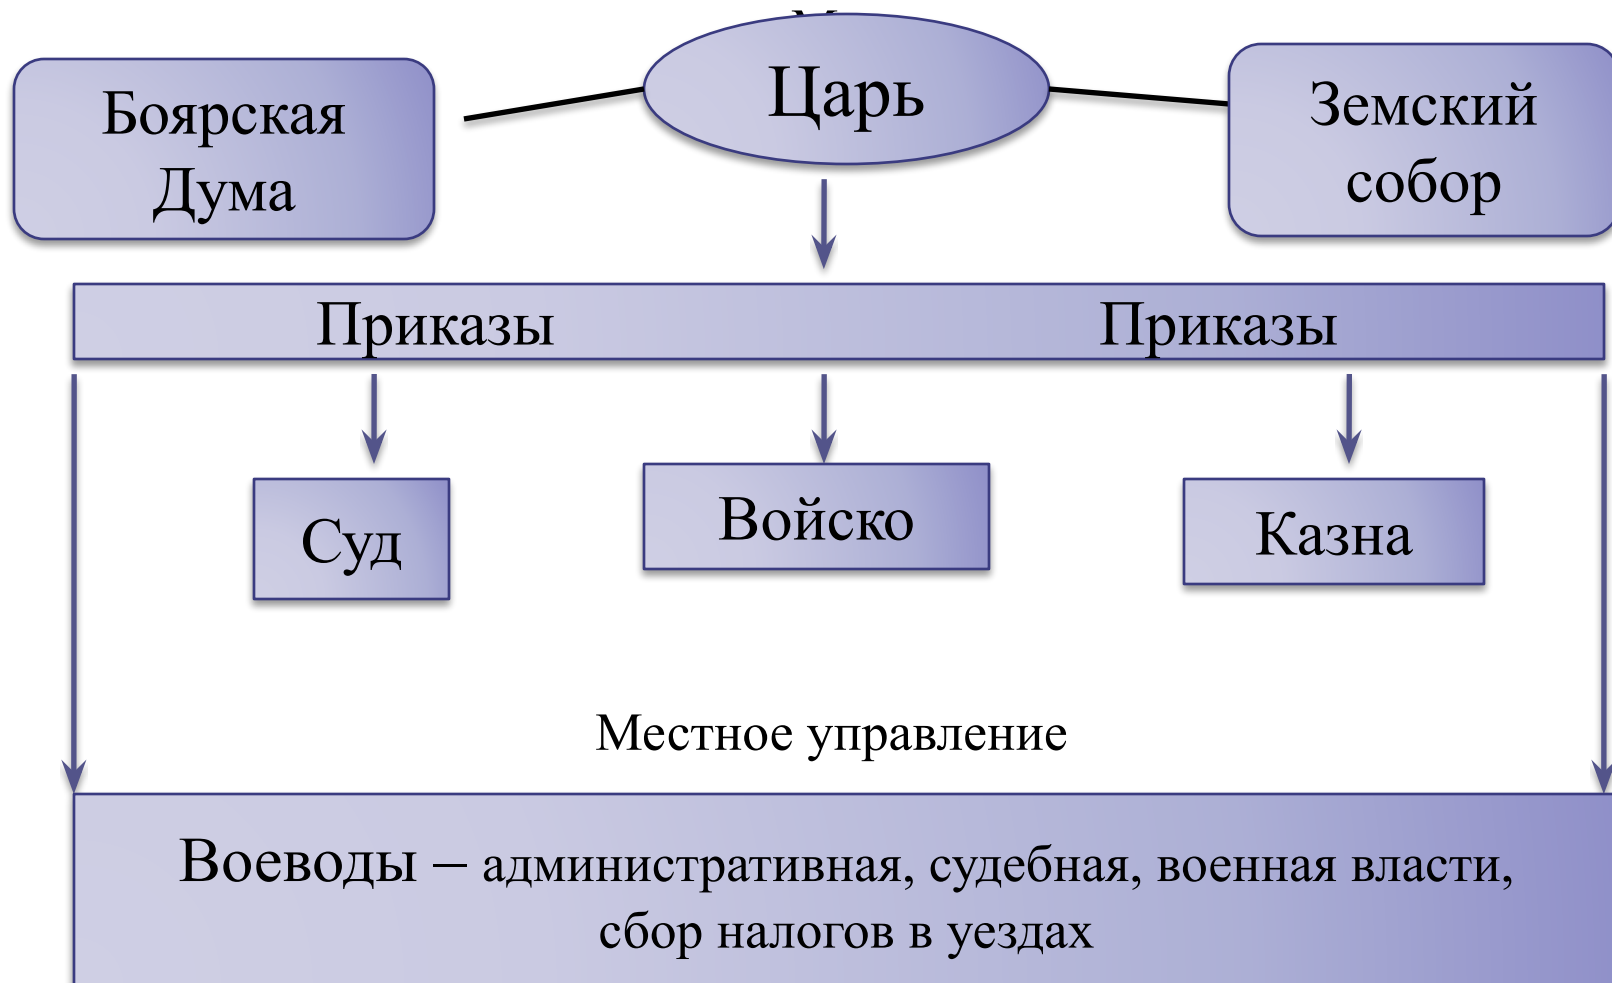 Царь
Боярская
Дума
Земский
собор
Приказы Приказы
Суд
Войско
Казна
Местное управление
Воеводы – административная, судебная, военная власти,
сбор налогов в уездах